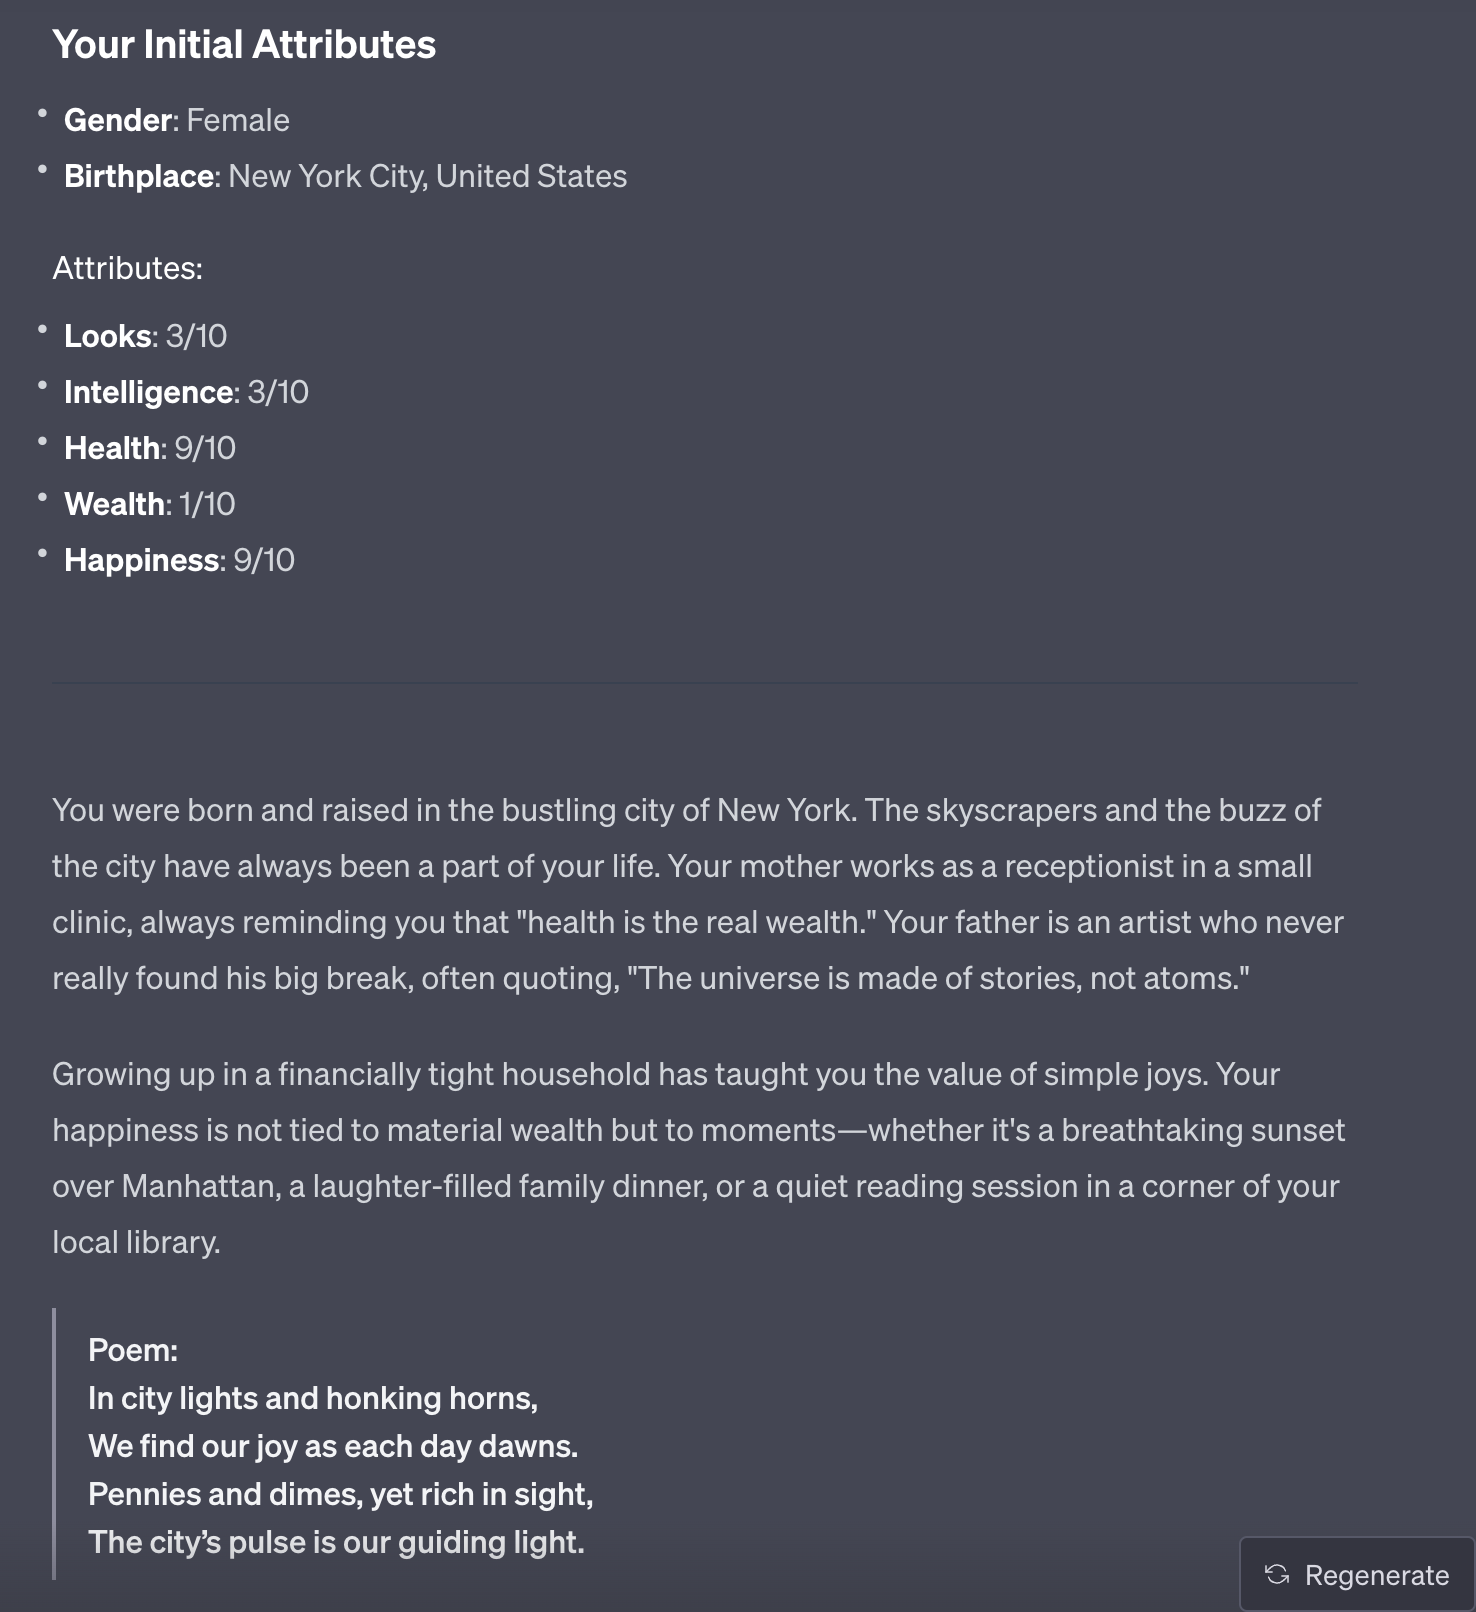 Your Initial Attributes
Gender: Female
Birthplace: New York City, United States
Attributes:
Looks: 3/10
Intelligence: 3/10
Health: 9/10
Wealth: 1/10
Happiness: 9/10
You were born and raised in the bustling city of New York. The skyscrapers and the buzz of
the city have always been a part of your life. Your mother works as a receptionist in a small
clinic, always reminding you that "health is the real wealth." Your father is an artist who never
really found his big break, often quoting, "The universe is made of stories, not atoms."
Growing up in a financially tight household has taught you the value of simple joys. Your
happiness is not tied to material wealth but to moments—whether it's a breathtaking sunset
over Manhattan, a laughter-filled family dinner, or a quiet reading session in a corner of your
local library.
Poem:
In city lights and honking horns,
We find our joy as each day dawns.
Pennies and dimes, yet rich in sight,
The city’s pulse is our guiding light.
Regenerate